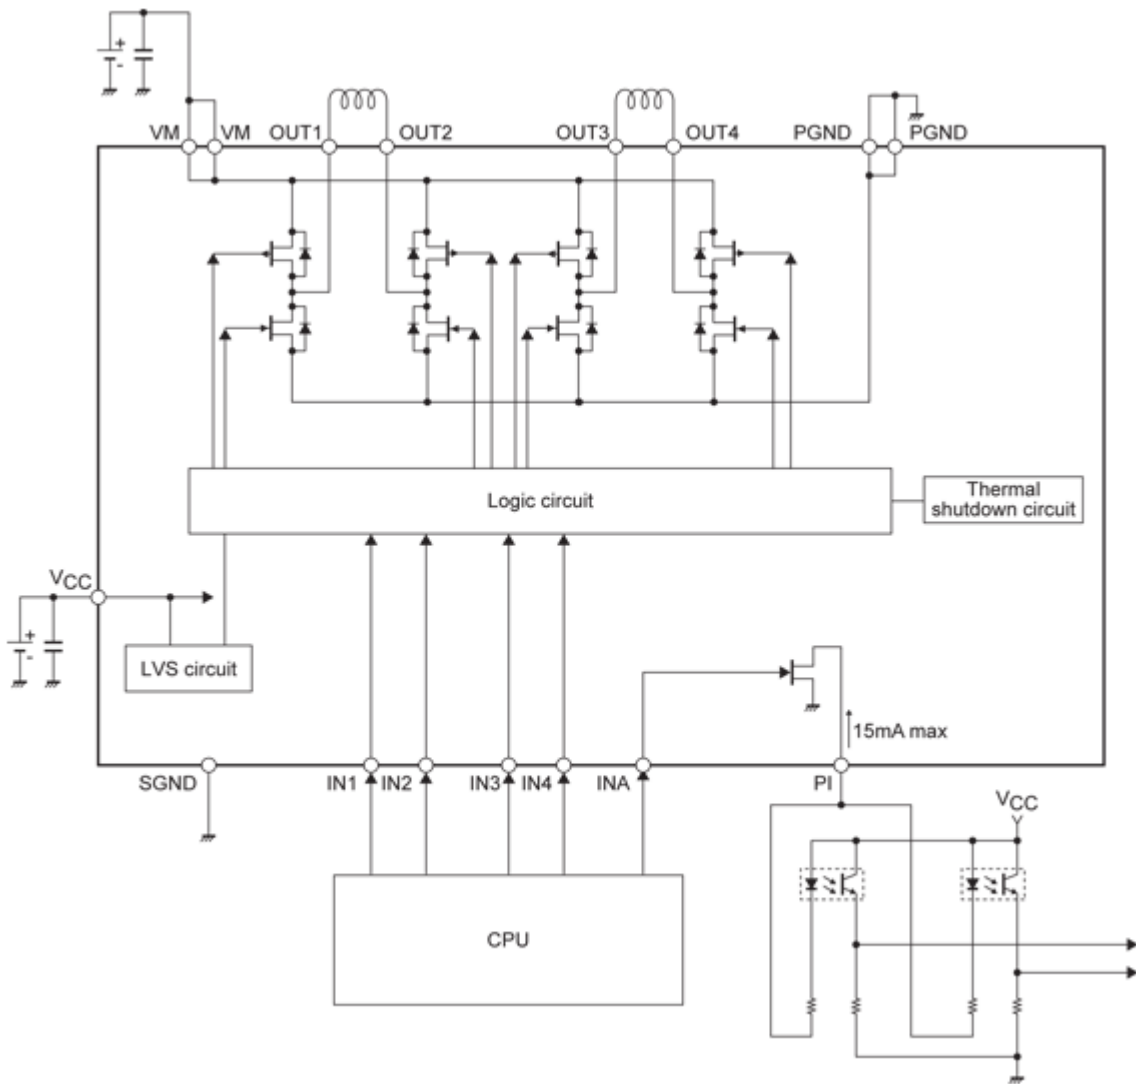 +
-
VM
VM
OUT1
OUT2
OUT3
OUT4
PGND
PGND
Logic circuit
Thermal
shutdown circuit
VCC
+
-
LVS circuit
15mA max
SGND
IN1
IN2
IN3
IN4
INA
PI
VCC
CPU